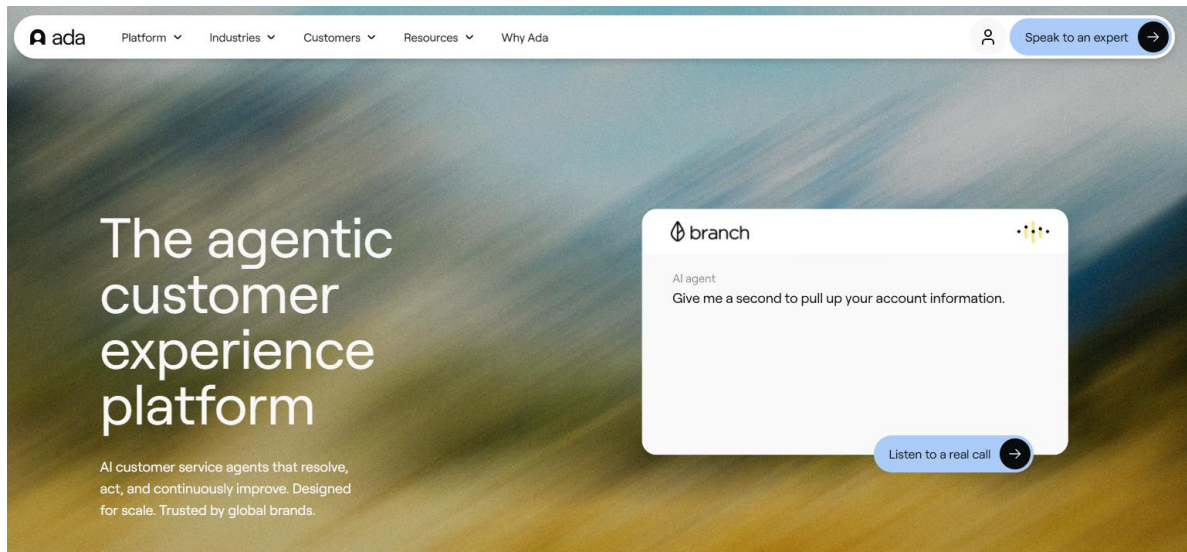 ada
Platform
Industries
Customers
Resources
Why Ada
Speak to an expert
The agentic
customer
experience
platform
AI customer service agents that resolve,
act, and continuously improve. Designed
for scale. Trusted by global brands.
branch
AI agent
Give me a second to pull up your account information.
Listen to a real call